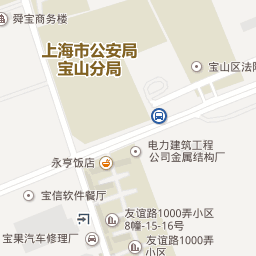 舜宝商务楼
上海市公安局
宝山分局
宝山区法
电力建筑工程
公司金属结构厂
永亨饭店
宝信软件餐厅
友谊路1000弄小区
8幢-15-16号
宝果汽车修理厂
友谊路1000弄
小区